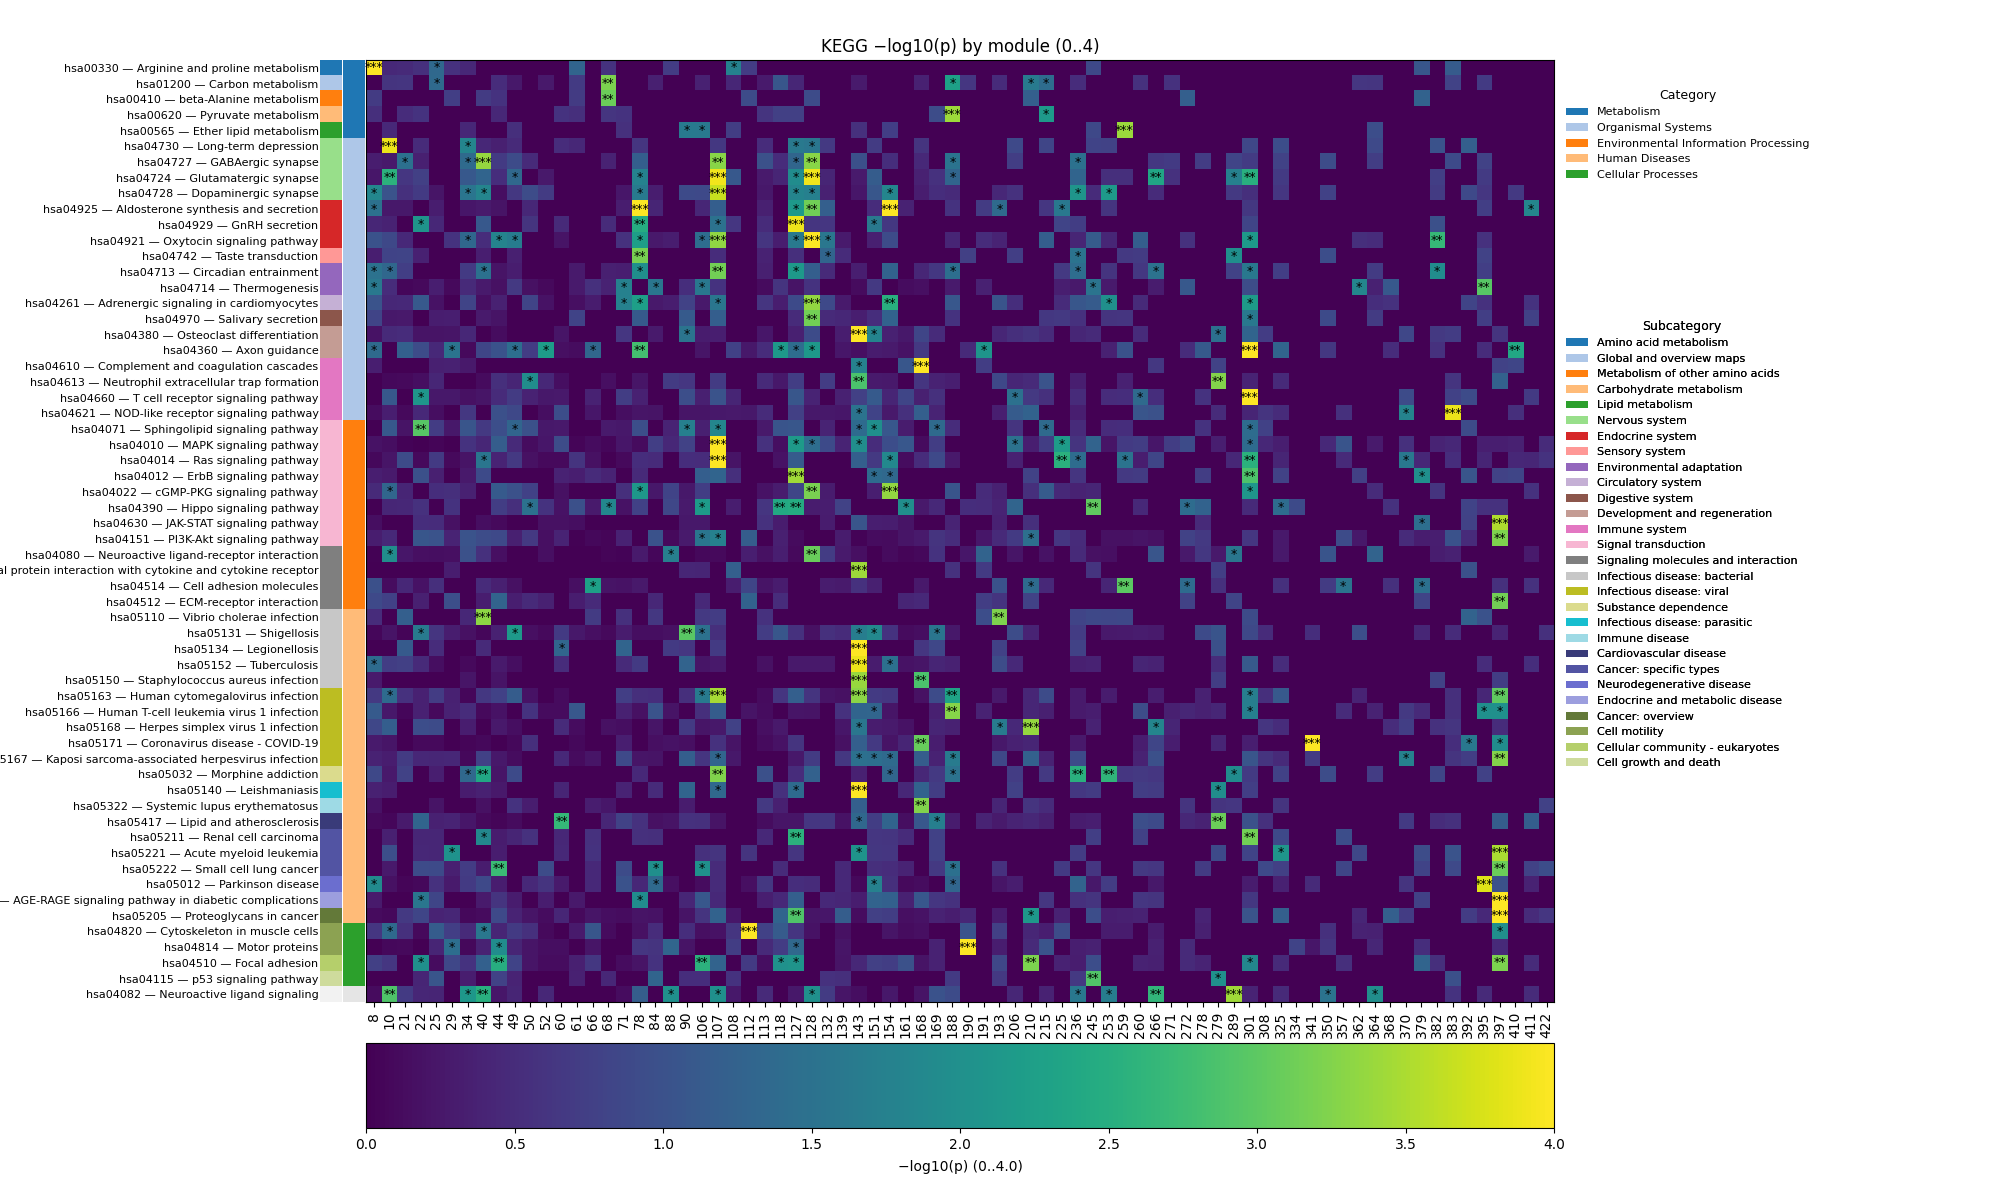 KEGG −log10(p) by module (0..4)
hsa00330 — Arginine and proline metabolism
hsa01200 — Carbon metabolism
hsa00410 — beta-Alanine metabolism
hsa00620 — Pyruvate metabolism
hsa00565 — Ether lipid metabolism
hsa04730 — Long-term depression
hsa04727 — GABAergic synapse
hsa04724 — Glutamatergic synapse
hsa04728 — Dopaminergic synapse
hsa04925 — Aldosterone synthesis and secretion
hsa04929 — GnRH secretion
hsa04921 — Oxytocin signaling pathway
hsa04742 — Taste transduction
hsa04713 — Circadian entrainment
hsa04714 — Thermogenesis
hsa04261 — Adrenergic signaling in cardiomyocytes
hsa04970 — Salivary secretion
hsa04380 — Osteoclast differentiation
hsa04360 — Axon guidance
hsa04610 — Complement and coagulation cascades
hsa04613 — Neutrophil extracellular trap formation
hsa04660 — T cell receptor signaling pathway
hsa04621 — NOD-like receptor signaling pathway
hsa04071 — Sphingolipid signaling pathway
hsa04010 — MAPK signaling pathway
hsa04014 — Ras signaling pathway
hsa04012 — ErbB signaling pathway
hsa04022 — cGMP-PKG signaling pathway
hsa04390 — Hippo signaling pathway
hsa04630 — JAK-STAT signaling pathway
hsa04151 — PI3K-Akt signaling pathway
hsa04080 — Neuroactive ligand-receptor interaction
al protein interaction with cytokine and cytokine receptor
hsa04514 — Cell adhesion molecules
hsa04512 — ECM-receptor interaction
hsa05110 — Vibrio cholerae infection
hsa05131 — Shigellosis
hsa05134 — Legionellosis
hsa05152 — Tuberculosis
hsa05150 — Staphylococcus aureus infection
hsa05163 — Human cytomegalovirus infection
hsa05166 — Human T-cell leukemia virus 1 infection
hsa05168 — Herpes simplex virus 1 infection
hsa05171 — Coronavirus disease - COVID-19
5167 — Kaposi sarcoma-associated herpesvirus infection
hsa05032 — Morphine addiction
hsa05140 — Leishmaniasis
hsa05322 — Systemic lupus erythematosus
hsa05417 — Lipid and atherosclerosis
hsa05211 — Renal cell carcinoma
hsa05221 — Acute myeloid leukemia
hsa05222 — Small cell lung cancer
hsa05012 — Parkinson disease
— AGE-RAGE signaling pathway in diabetic complications
hsa05205 — Proteoglycans in cancer
hsa04820 — Cytoskeleton in muscle cells
hsa04814 — Motor proteins
hsa04510 — Focal adhesion
hsa04115 — p53 signaling pathway
hsa04082 — Neuroactive ligand signaling
8 10 21 22 25 29 34 40 44 49 50 52 60 61 66 68 71 78 84 88 90 106 107 108 112 113 118 127 128 132 139 143 151 154 161 168 169 188 190 191 193 206 210 215 225 236 245 253 259 260 266 271 272 278 279 289 301 308 325 334 341 350 357 362 364 368 370 379 382 383 392 395 397 410 411 422
0.0 0.5 1.0 1.5 2.0 2.5 3.0 3.5 4.0
−log10(p) (0..4.0)
Category
Metabolism
Organismal Systems
Environmental Information Processing
Human Diseases
Cellular Processes
Subcategory
Amino acid metabolism
Global and overview maps
Metabolism of other amino acids
Carbohydrate metabolism
Lipid metabolism
Nervous system
Endocrine system
Sensory system
Environmental adaptation
Circulatory system
Digestive system
Development and regeneration
Immune system
Signal transduction
Signaling molecules and interaction
Infectious disease: bacterial
Infectious disease: viral
Substance dependence
Infectious disease: parasitic
Immune disease
Cardiovascular disease
Cancer: specific types
Neurodegenerative disease
Endocrine and metabolic disease
Cancer: overview
Cell motility
Cellular community - eukaryotes
Cell growth and death